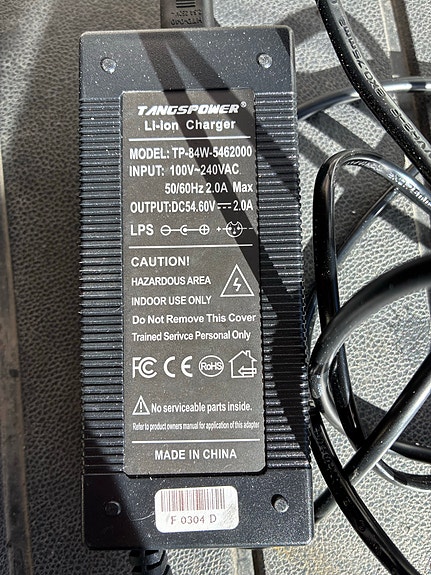 TANGSPOWER®
Li-Ion Charger
MODEL: TP-84W-5462000
INPUT: 100V~240VAC
50/60Hz 2.0A Max
OUTPUT:DC54.60V⎓2.0A
LPS
CAUTION!
HAZARDOUS AREA
INDOOR USE ONLY
Do Not Remove This Cover
Trained Serivce Personal Only
FC CE RoHS
No serviceable parts inside.
Refer to product owners manual for application of this adapter
MADE IN CHINA
F 0304 D